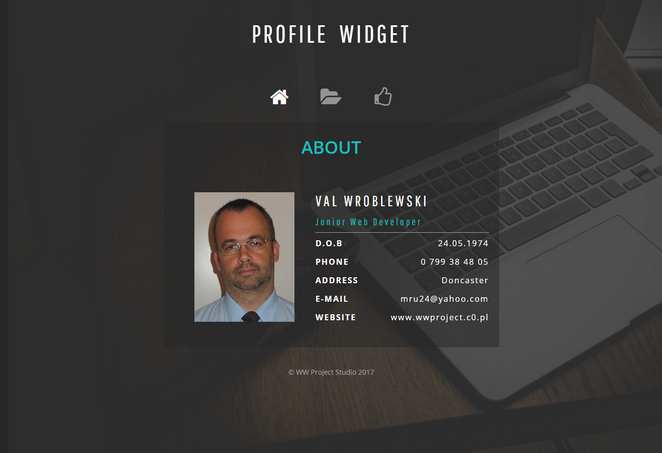 PROFILE WIDGET
ABOUT
VAL WROBLEWSKI
Junior Web Developer
D.O.B 24.05.1974
PHONE 0 799 38 48 05
ADDRESS Doncaster
E-MAIL mru24@yahoo.com
WEBSITE www.wwproject.c0.pl
© WW Project Studio 2017